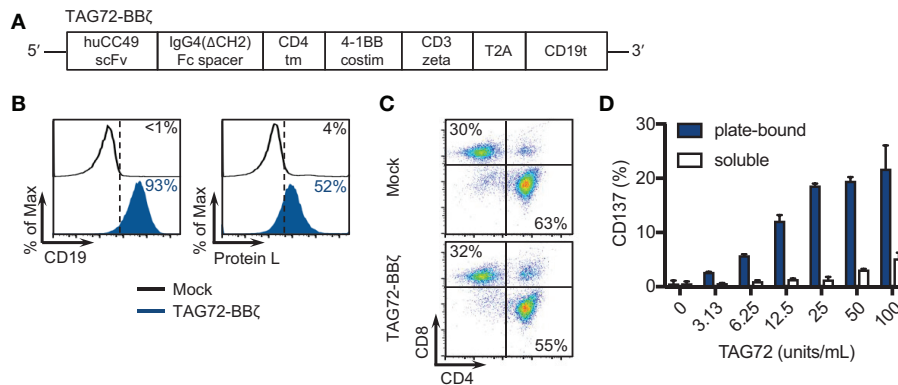 A
TAG72-BBζ
5′
huCC49
scFv
IgG4(ΔCH2)
Fc spacer
CD4
tm
4-1BB
costim
CD3
zeta
T2A
CD19t
3′
B
<1%
93%
% of Max
CD19
4%
52%
% of Max
Protein L
Mock
TAG72-BBζ
C
30%
63%
Mock
32%
55%
TAG72-BBζ
CD8
CD4
D
plate-bound
soluble
CD137 (%)
30
20
10
0
0
3.13
6.25
12.5
25
50
100
TAG72 (units/mL)